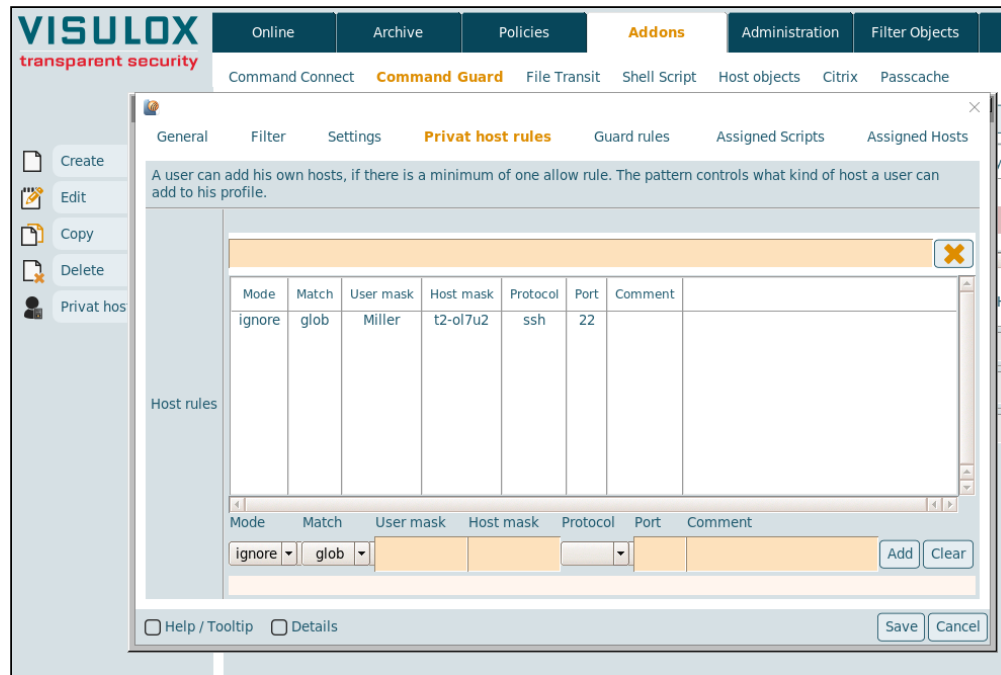 VISULOX
transparent security
Online Archive Policies Addons Administration Filter Objects
Command Connect Command Guard File Transit Shell Script Host objects Citrix Passcache
General Filter Settings Privat host rules Guard rules Assigned Scripts Assigned Hosts
Create
Edit
Copy
Delete
Privat hos
A user can add his own hosts, if there is a minimum of one allow rule. The pattern controls what kind of host a user can
add to his profile.
Mode Match User mask Host mask Protocol Port Comment
ignore glob Miller t2-ol7u2 ssh 22
Host rules
Mode Match User mask Host mask Protocol Port Comment
ignore glob Add Clear
Help / Tooltip Details Save Cancel